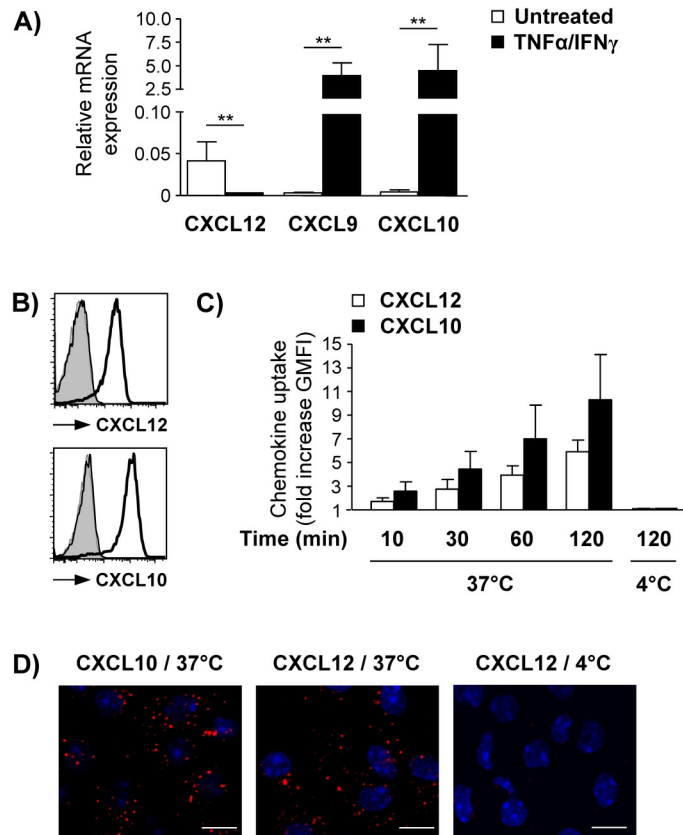 A)
Untreated
TNFα/IFNγ
Relative mRNA
expression
15.0
10.0
5.0
2.5
0.10
0.05
0
**
**
**
CXCL12 CXCL9 CXCL10
B)
CXCL12
CXCL10
C)
CXCL12
CXCL10
Chemokine uptake
(fold increase GMFI)
15
13
11
9
7
5
3
1
Time (min) 10 30 60 120 120
37°C 4°C
D)
CXCL10 / 37°C CXCL12 / 37°C CXCL12 / 4°C